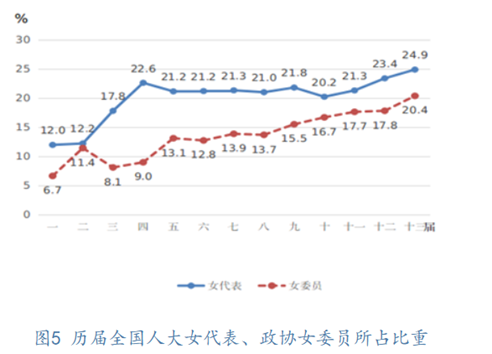 %
30
25
20
15
10
5
0
22.6 21.2 21.2 21.3 21.0 21.8 20.2 21.3 23.4 24.9
12.0 12.2 17.8
6.7 11.4 8.1 9.0 13.1 12.8 13.9 13.7 15.5 16.7 17.7 17.8 20.4
一 二 三 四 五 六 七 八 九 十 十一 十二 十三 届
女代表 女委员
图5 历届全国人大女代表、政协女委员所占比重